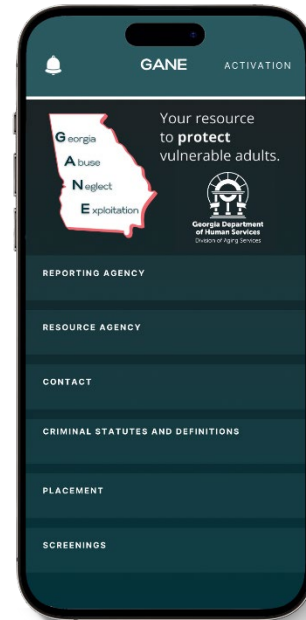 GANE
ACTIVATION
Georgia
Abuse
Neglect
Exploitation
Your resource
to protect
vulnerable adults.
Georgia Department
of Human Services
Division of Aging Services
REPORTING AGENCY
RESOURCE AGENCY
CONTACT
CRIMINAL STATUTES AND DEFINITIONS
PLACEMENT
SCREENINGS